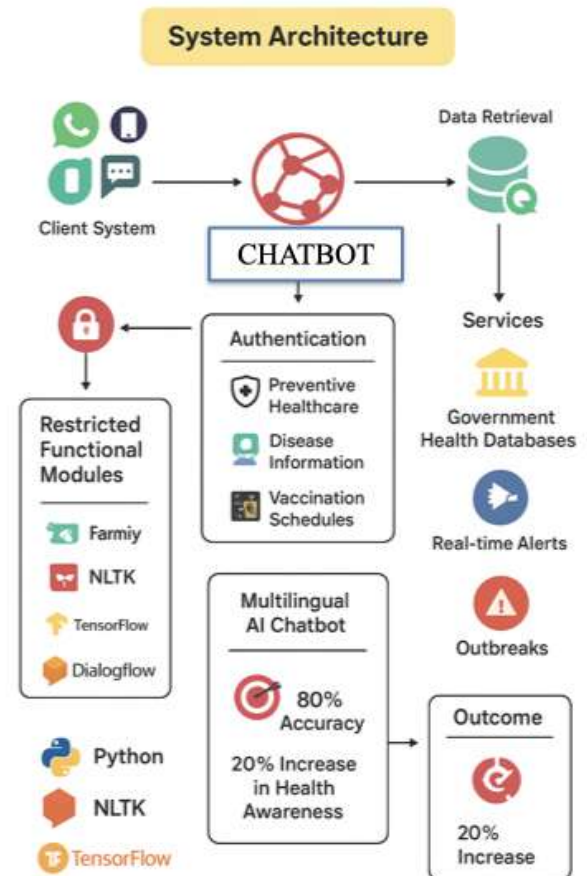 System Architecture
Client System
CHATBOT
Data Retrieval
Services
Government
Health Databases
Real-time Alerts
Outbreaks
Authentication
Preventive
Healthcare
Disease
Information
Vaccination
Schedules
Restricted
Functional
Modules
Farmiy
NLTK
TensorFlow
Dialogflow
Python
NLTK
TensorFlow
Multilingual
AI Chatbot
80%
Accuracy
20% Increase
in Health
Awareness
Outcome
20%
Increase